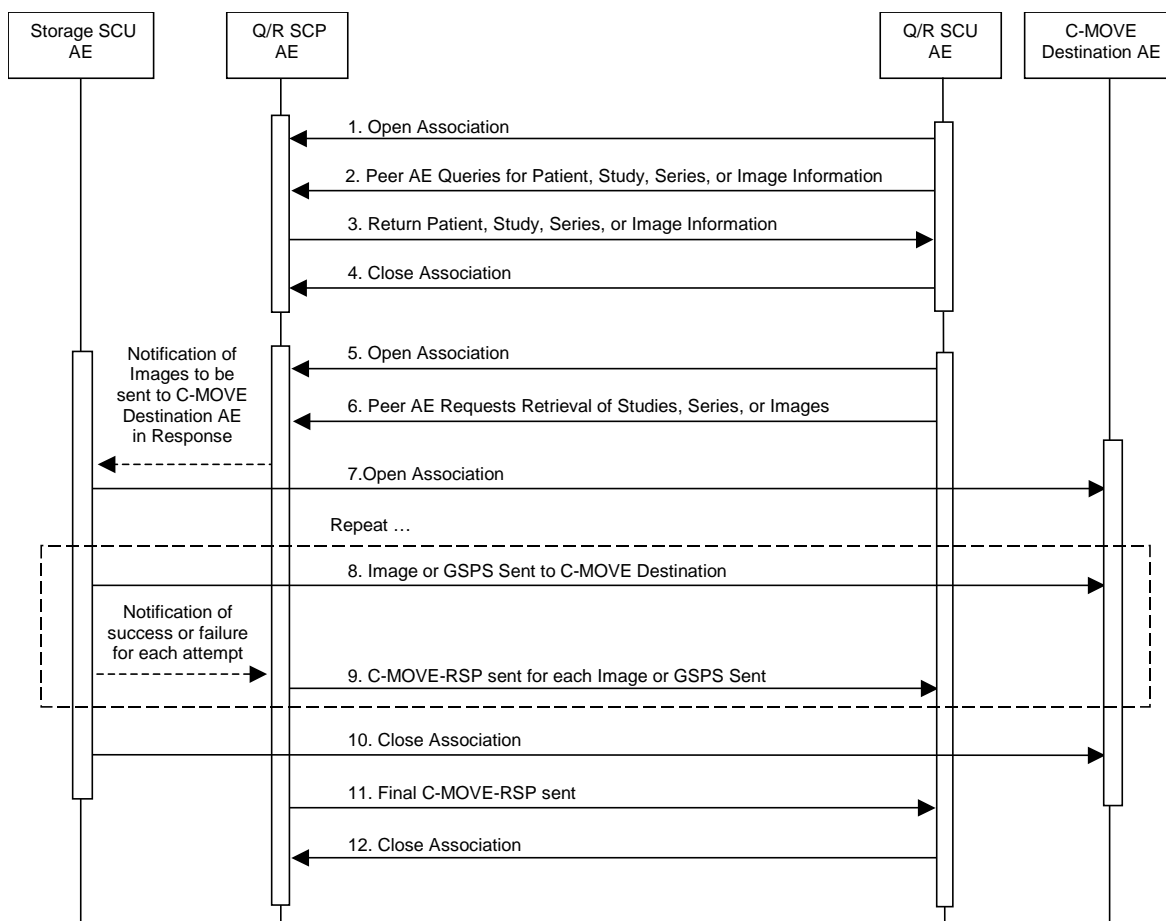 Storage SCU
AE
Q/R SCP
AE
Q/R SCU
AE
C-MOVE
Destination AE
1. Open Association
2. Peer AE Queries for Patient, Study, Series, or Image Information
3. Return Patient, Study, Series, or Image Information
4. Close Association
Notification of
Images to be
sent to C-MOVE
Destination AE
in Response
5. Open Association
6. Peer AE Requests Retrieval of Studies, Series, or Images
7.Open Association
Repeat …
8. Image or GSPS Sent to C-MOVE Destination
Notification of
success or failure
for each attempt
9. C-MOVE-RSP sent for each Image or GSPS Sent
10. Close Association
11. Final C-MOVE-RSP sent
12. Close Association